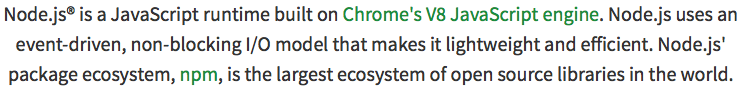 Node.js® is a JavaScript runtime built on Chrome's V8 JavaScript engine. Node.js uses an
event-driven, non-blocking I/O model that makes it lightweight and efficient. Node.js'
package ecosystem, npm, is the largest ecosystem of open source libraries in the world.